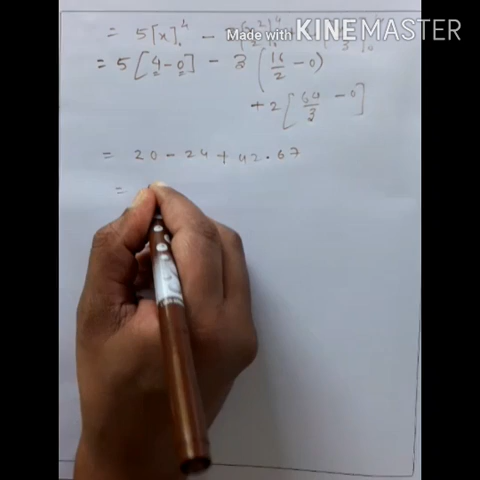 Made with KINEMASTER
= 5[x]₀⁴ -
= 5[4-0] - 3(16/2 - 0)
+ 2[64/3 - 0]
= 20 - 24 + 42.67
=